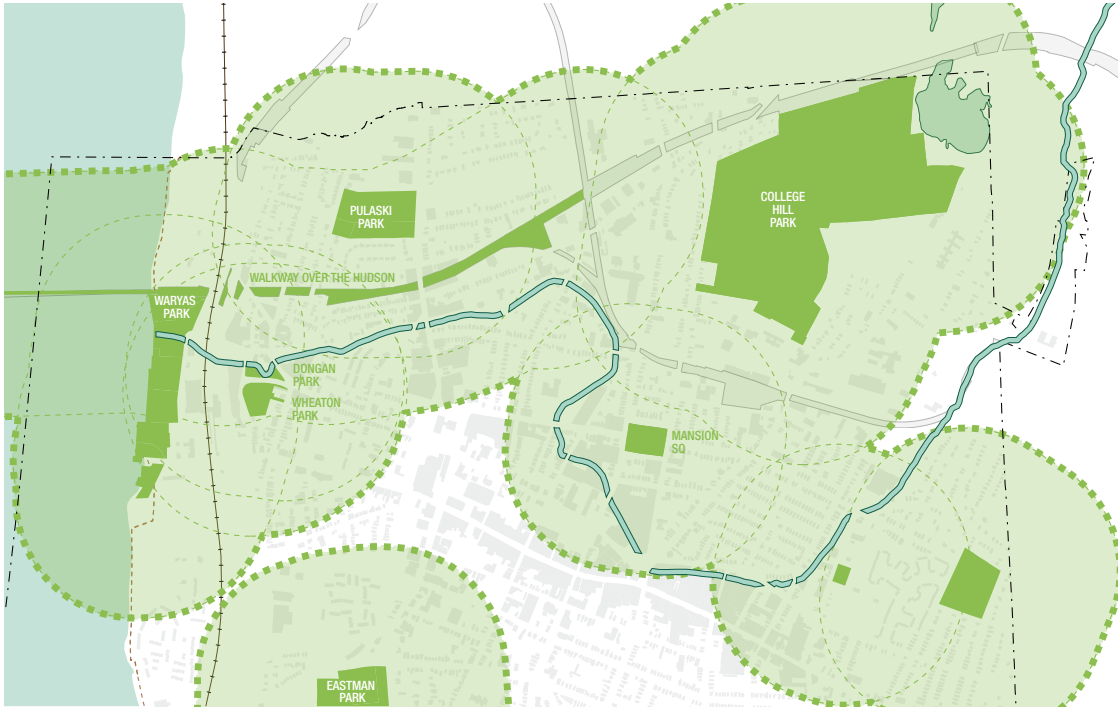 PULASKI
PARK
COLLEGE
HILL
PARK
WALKWAY OVER THE HUDSON
WARYAS
PARK
DONGAN
PARK
WHEATON
PARK
MANSION
SQ
EASTMAN
PARK